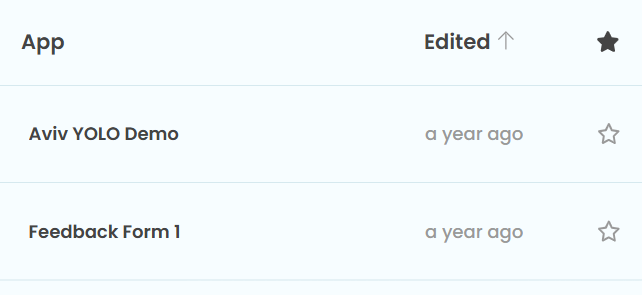 App Edited
Aviv YOLO Demo a year ago
Feedback Form 1 a year ago